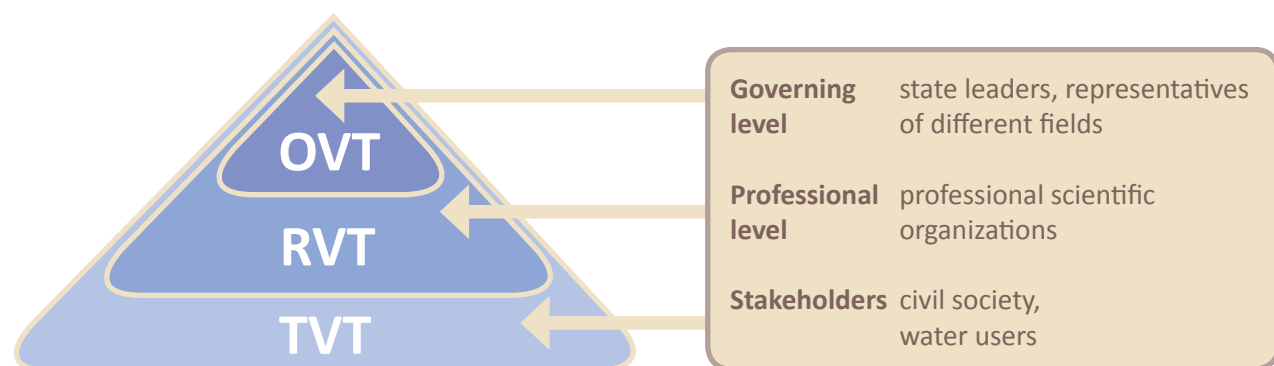 OVT
RVT
TVT
Governing level
state leaders, representatives
of different fields
Professional level
professional scientific
organizations
Stakeholders
civil society,
water users